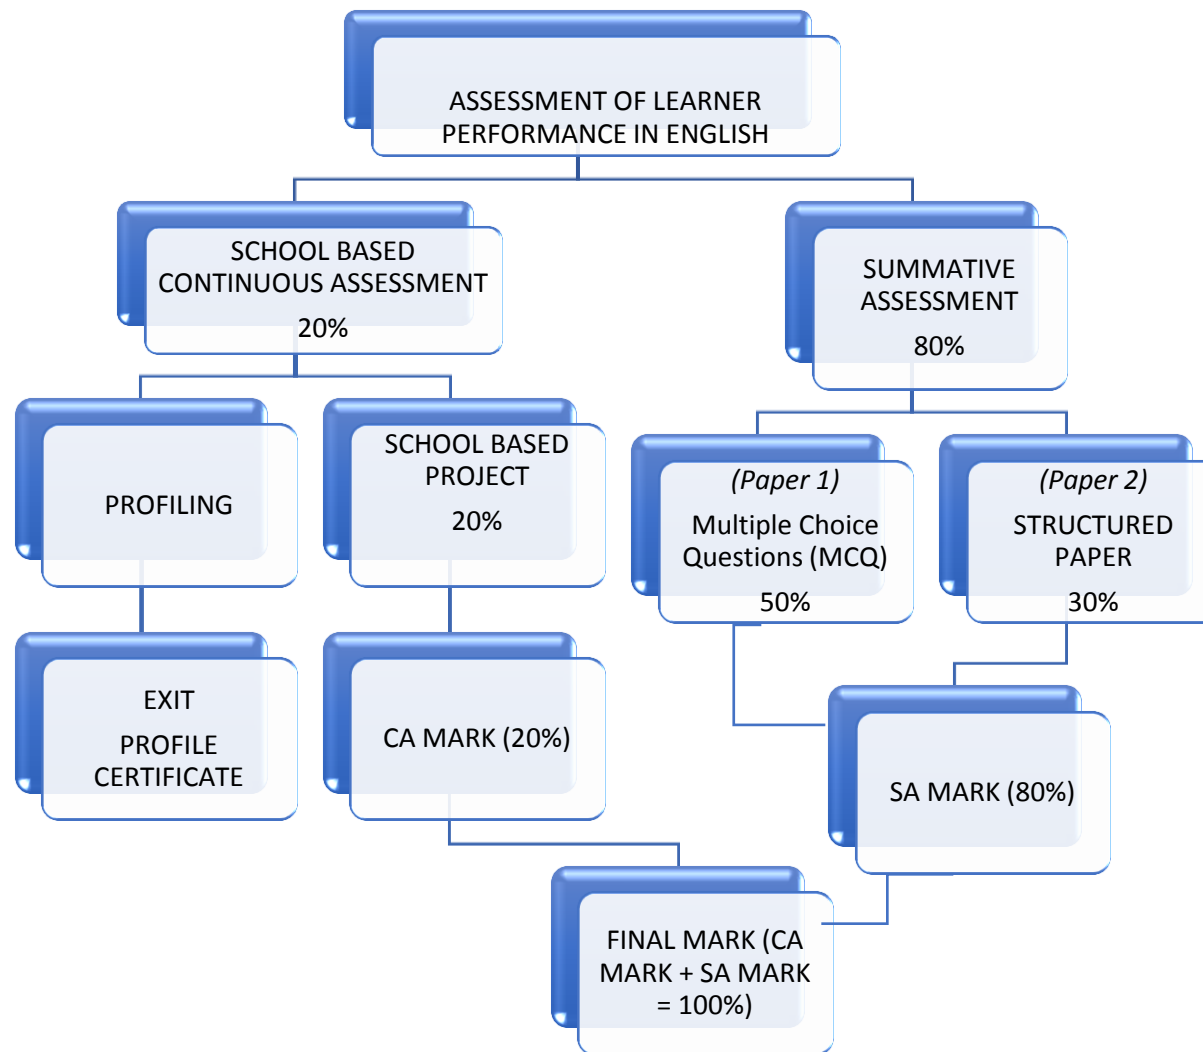 ASSESSMENT OF LEARNER
PERFORMANCE IN ENGLISH
SCHOOL BASED
CONTINUOUS ASSESSMENT
20%
SUMMATIVE
ASSESSMENT
80%
PROFILING
SCHOOL BASED
PROJECT
20%
(Paper 1)
Multiple Choice
Questions (MCQ)
50%
(Paper 2)
STRUCTURED
PAPER
30%
EXIT
PROFILE
CERTIFICATE
CA MARK (20%)
SA MARK (80%)
FINAL MARK (CA
MARK + SA MARK
= 100%)